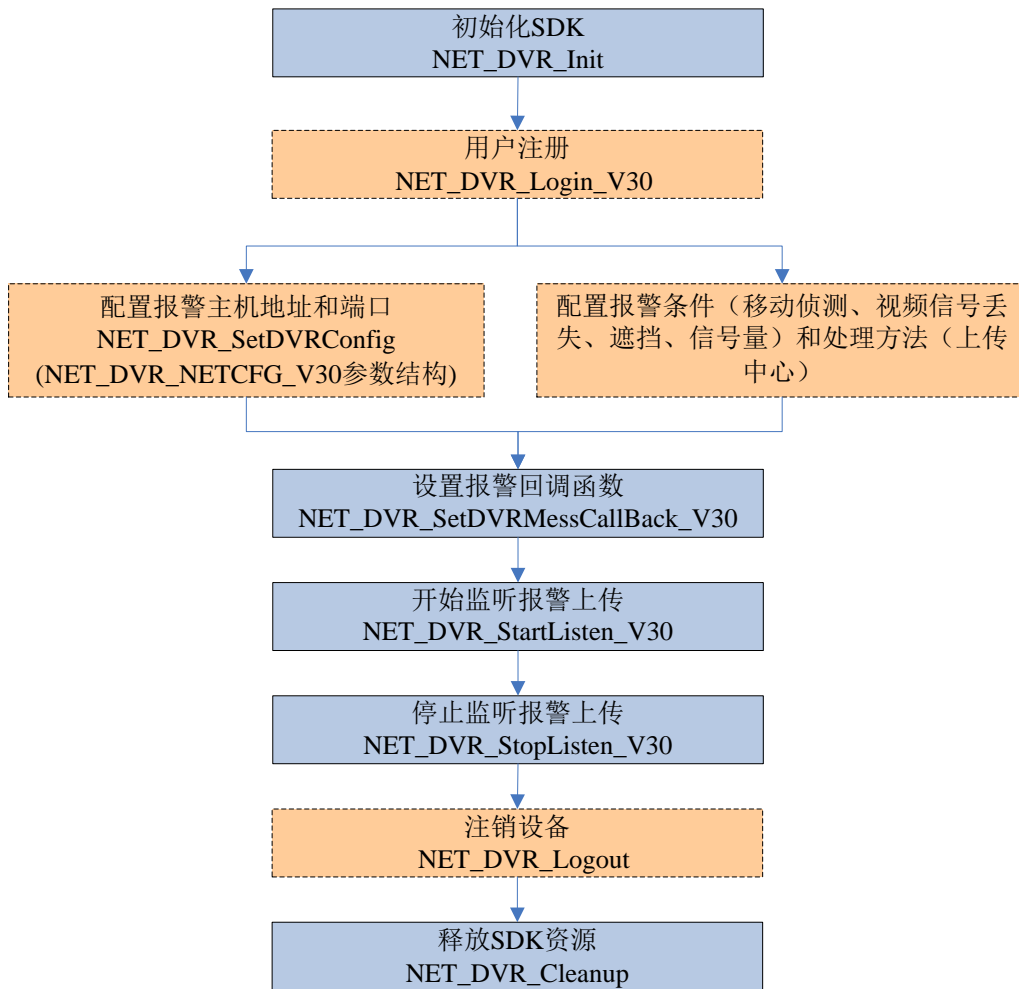 初始化SDK
NET_DVR_Init
用户注册
NET_DVR_Login_V30
配置报警主机地址和端口
NET_DVR_SetDVRConfig
(NET_DVR_NETCFG_V30参数结构)
配置报警条件（移动侦测、视频信号丢
失、遮挡、信号量）和处理方法（上传
中心）
设置报警回调函数
NET_DVR_SetDVRMessCallBack_V30
开始监听报警上传
NET_DVR_StartListen_V30
停止监听报警上传
NET_DVR_StopListen_V30
注销设备
NET_DVR_Logout
释放SDK资源
NET_DVR_Cleanup